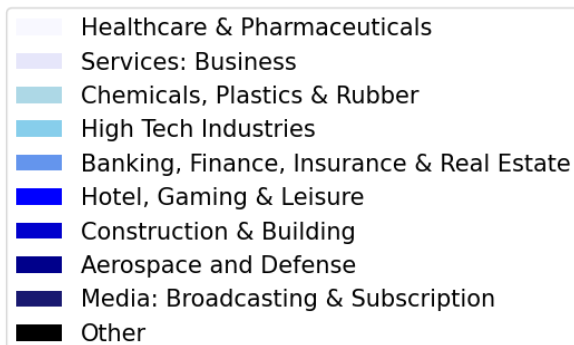 Healthcare & Pharmaceuticals
Services: Business
Chemicals, Plastics & Rubber
High Tech Industries
Banking, Finance, Insurance & Real Estate
Hotel, Gaming & Leisure
Construction & Building
Aerospace and Defense
Media: Broadcasting & Subscription
Other